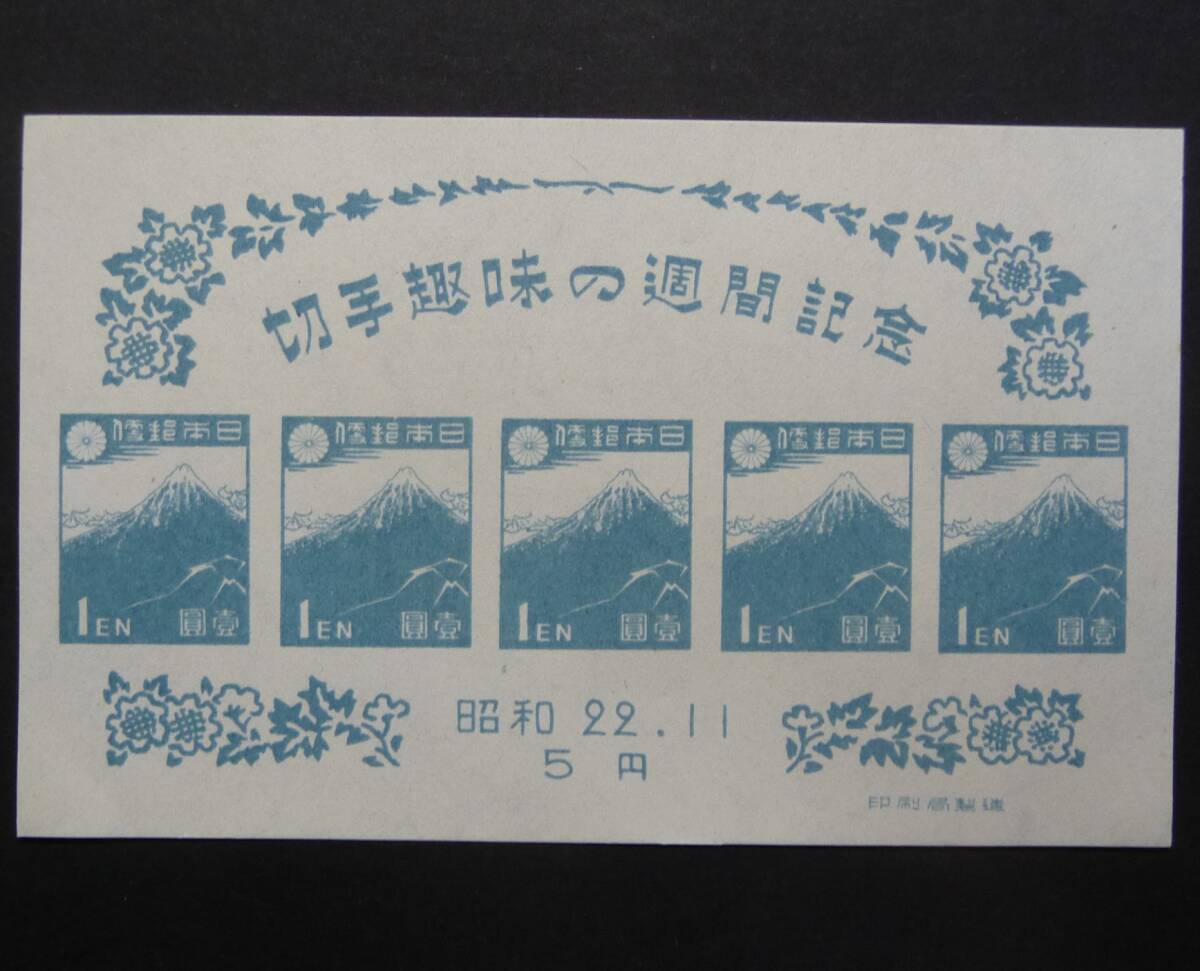 切手趣味の週間記念
日本郵便
1EN 壹圓
日本郵便
1EN 壹圓
日本郵便
1EN 壹圓
日本郵便
1EN 壹圓
日本郵便
1EN 壹圓
昭和 22.11
5 円
印刷局製造